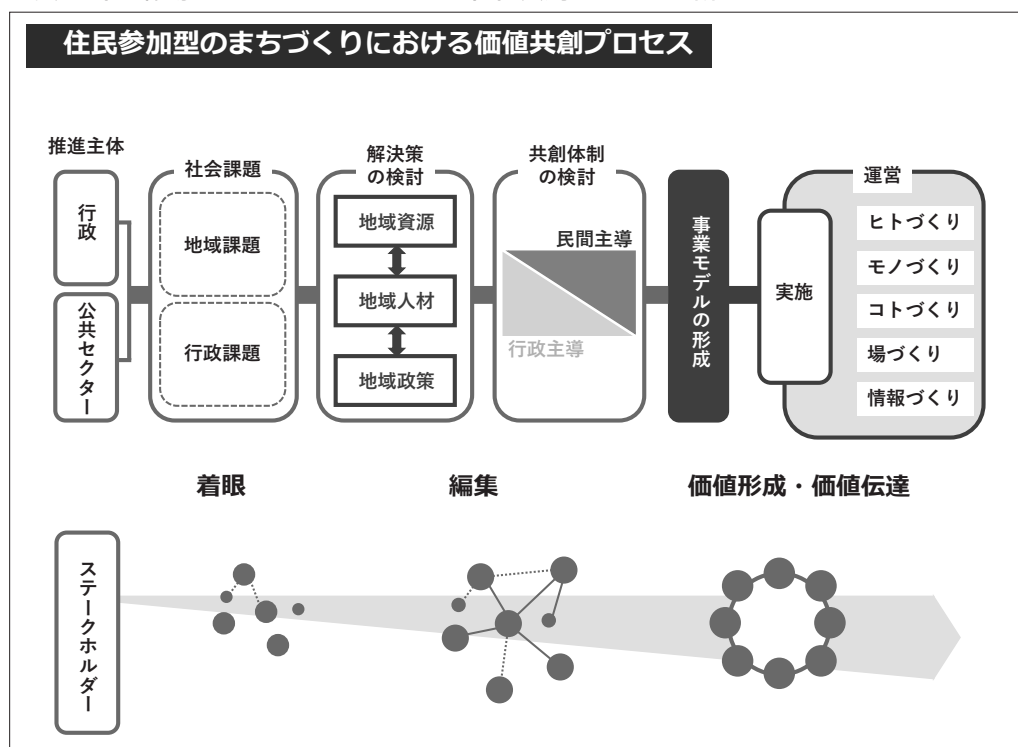 住民参加型のまちづくりにおける価値共創プロセス
推進主体
行政
公共セクター
社会課題
地域課題
行政課題
解決策
の検討
地域資源
地域人材
地域政策
共創体制
の検討
民間主導
行政主導
事業モデルの形成
実施
運営
ヒトづくり
モノづくり
コトづくり
場づくり
情報づくり
着眼
編集
価値形成・価値伝達
ステークホルダー